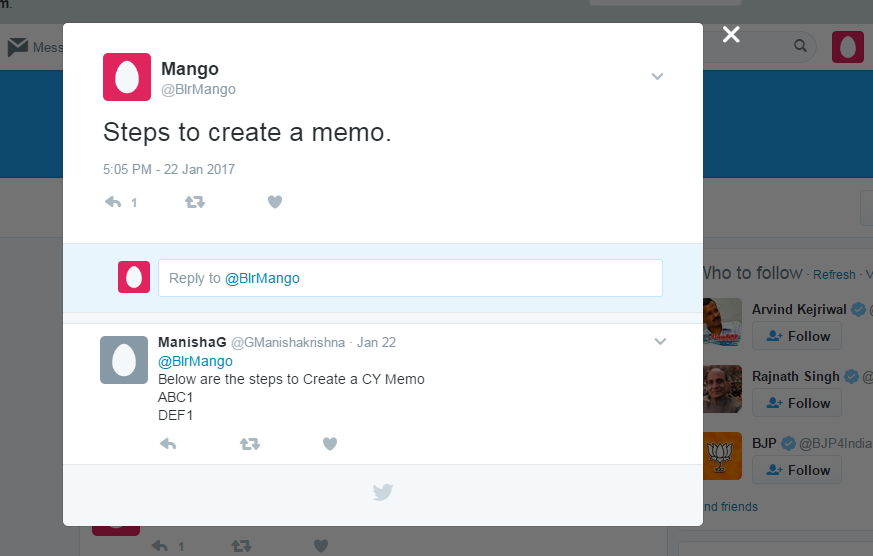 m.
Mess
Mango
@BlrMango
Steps to create a memo.
5:05 PM - 22 Jan 2017
1
Reply to @BlrMango
ManishaG @GManishakrishna · Jan 22
@BlrMango
Below are the steps to Create a CY Memo
ABC1
DEF1
Who to follow · Refresh · V
Arvind Kejriwal @
Follow
Rajnath Singh @
Follow
BJP @BJP4India
Follow
nd friends
1